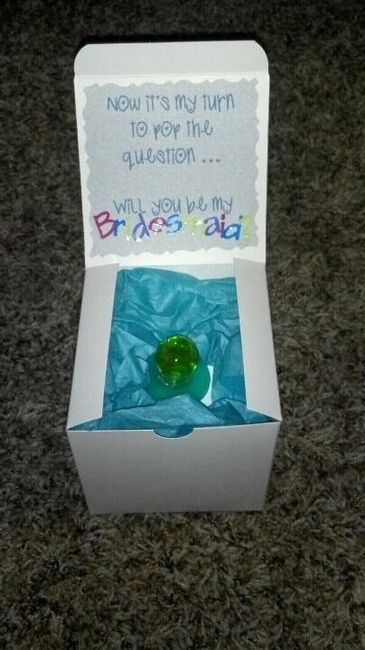 Now it's my turn
to pop the
question ...
will you be my
Bridesmaid?